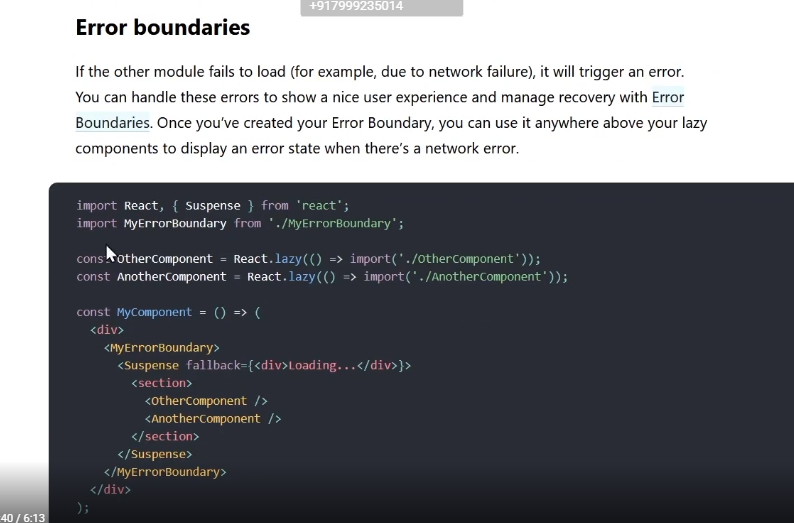 +917999235014
Error boundaries
If the other module fails to load (for example, due to network failure), it will trigger an error.
You can handle these errors to show a nice user experience and manage recovery with Error
Boundaries. Once you’ve created your Error Boundary, you can use it anywhere above your lazy
components to display an error state when there’s a network error.
import React, { Suspense } from 'react';
import MyErrorBoundary from './MyErrorBoundary';
const OtherComponent = React.lazy(() => import('./OtherComponent'));
const AnotherComponent = React.lazy(() => import('./AnotherComponent'));
const MyComponent = () => (
<div>
<MyErrorBoundary>
<Suspense fallback={<div>Loading...</div>}>
<section>
<OtherComponent />
<AnotherComponent />
</section>
</Suspense>
</MyErrorBoundary>
</div>
);
40 / 6:13